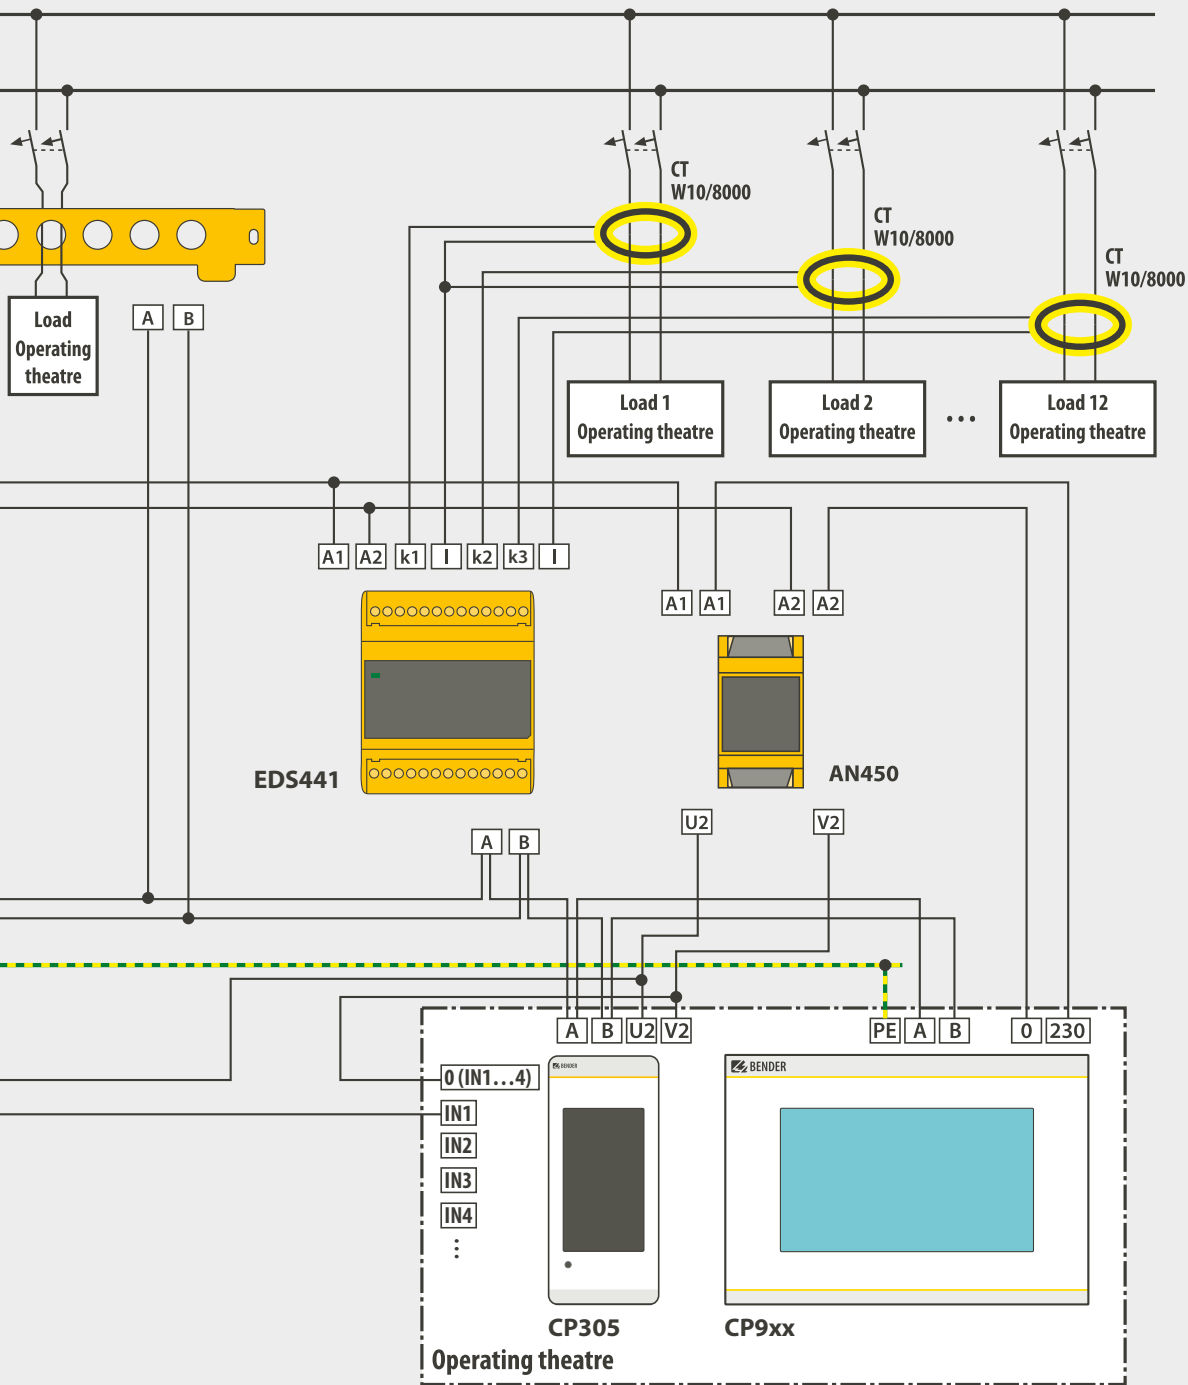 CT
W10/8000
CT
W10/8000
CT
W10/8000
Load
Operating
theatre
A
B
Load 1
Operating theatre
Load 2
Operating theatre
...
Load 12
Operating theatre
A1
A2
k1
l
k2
k3
l
A1
A1
A2
A2
EDS441
AN450
U2
V2
A
B
A
B
U2
V2
PE
A
B
0
230
0 (IN1...4)
IN1
IN2
IN3
IN4
BENDER
BENDER
CP305
CP9xx
Operating theatre